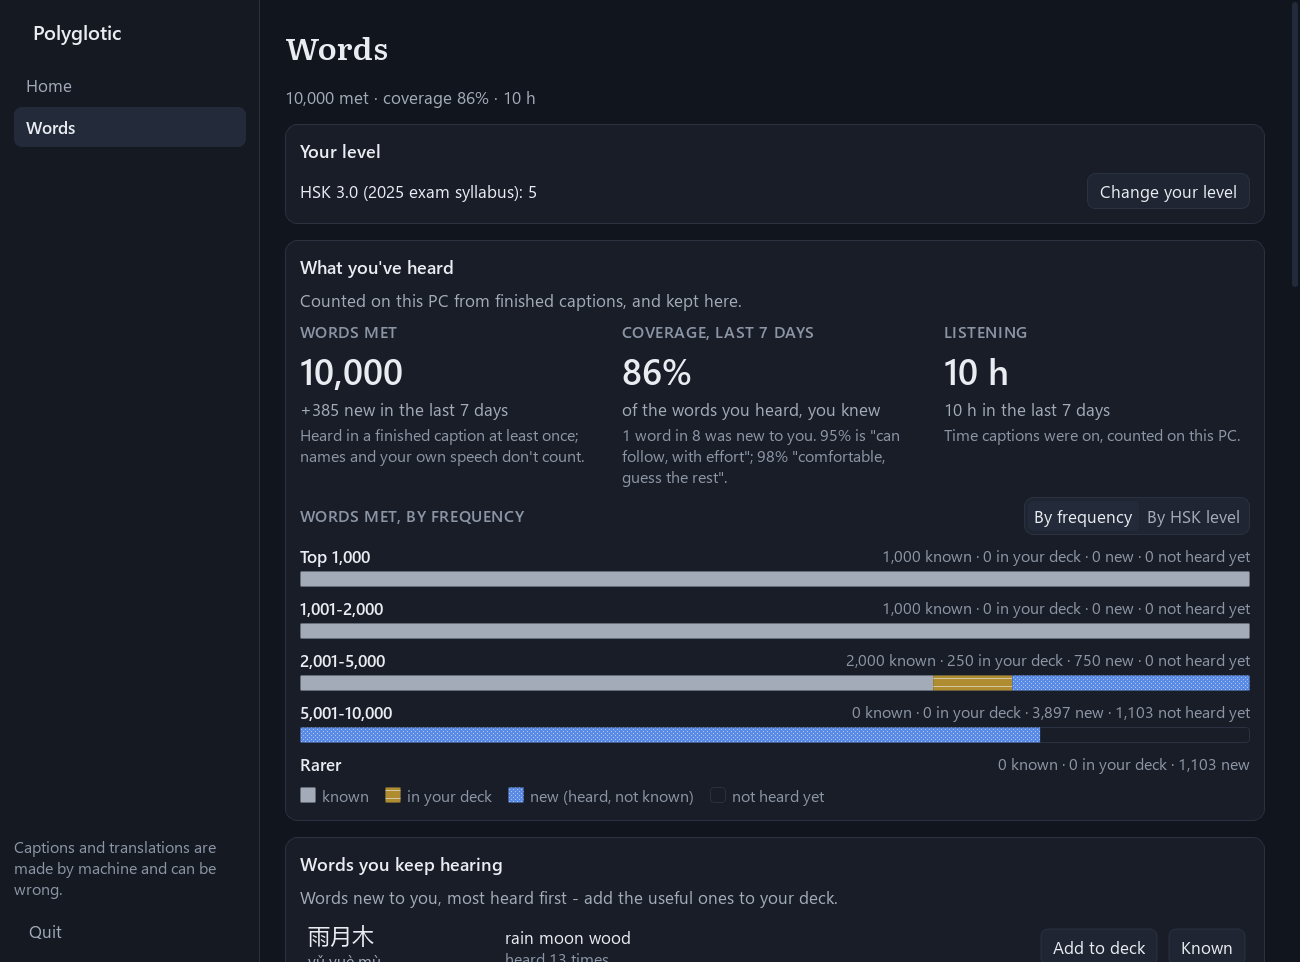 Polyglotic
Home
Words
Captions and translations are
made by machine and can be
wrong.
Quit
Words
10,000 met · coverage 86% · 10 h
Your level
HSK 3.0 (2025 exam syllabus): 5
Change your level
What you've heard
Counted on this PC from finished captions, and kept here.
WORDS MET
10,000
+385 new in the last 7 days
Heard in a finished caption at least once;
names and your own speech don't count.
COVERAGE, LAST 7 DAYS
86%
of the words you heard, you knew
1 word in 8 was new to you. 95% is "can
follow, with effort"; 98% "comfortable,
guess the rest".
LISTENING
10 h
10 h in the last 7 days
Time captions were on, counted on this PC.
WORDS MET, BY FREQUENCY
By frequency By HSK level
Top 1,000
1,000 known · 0 in your deck · 0 new · 0 not heard yet
1,001-2,000
1,000 known · 0 in your deck · 0 new · 0 not heard yet
2,001-5,000
2,000 known · 250 in your deck · 750 new · 0 not heard yet
5,001-10,000
0 known · 0 in your deck · 3,897 new · 1,103 not heard yet
Rarer
0 known · 0 in your deck · 1,103 new
known in your deck new (heard, not known) not heard yet
Words you keep hearing
Words new to you, most heard first - add the useful ones to your deck.
雨月木
yǔ yuè mù
rain moon wood
heard 13 times
Add to deck
Known